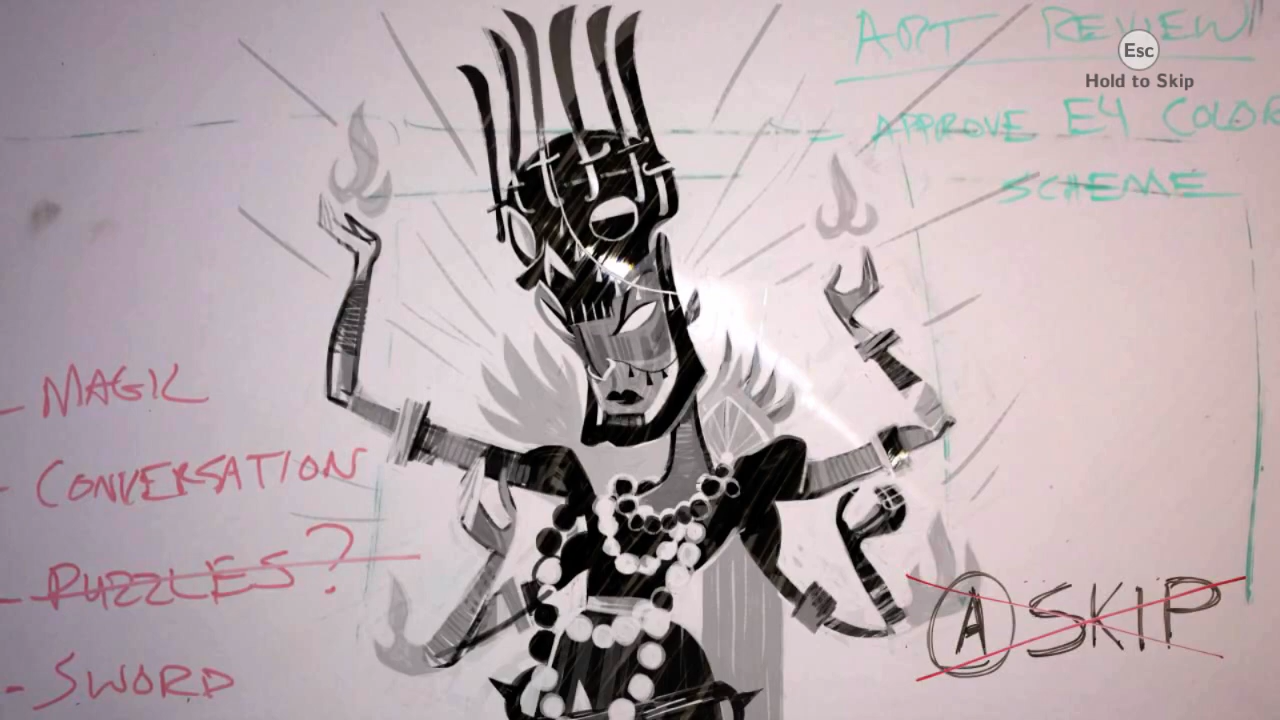 ART REVIEW
Esc
Hold to Skip
- APPROVE E4 COLOR
SCHEME
- MAGIC
- CONVERSATION
- PUZZLES?
- SWORD
A SKIP